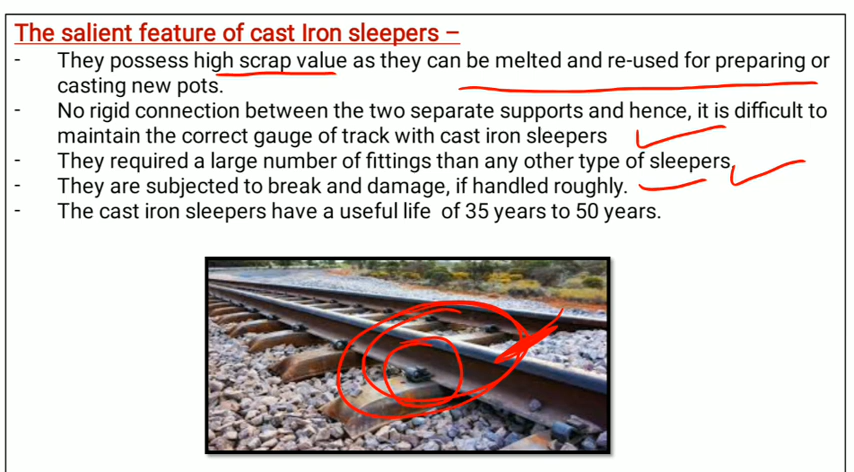 The salient feature of cast Iron sleepers –
- They possess high scrap value as they can be melted and re-used for preparing or
casting new pots.
- No rigid connection between the two separate supports and hence, it is difficult to
maintain the correct gauge of track with cast iron sleepers
- They required a large number of fittings than any other type of sleepers.
- They are subjected to break and damage, if handled roughly.
- The cast iron sleepers have a useful life of 35 years to 50 years.